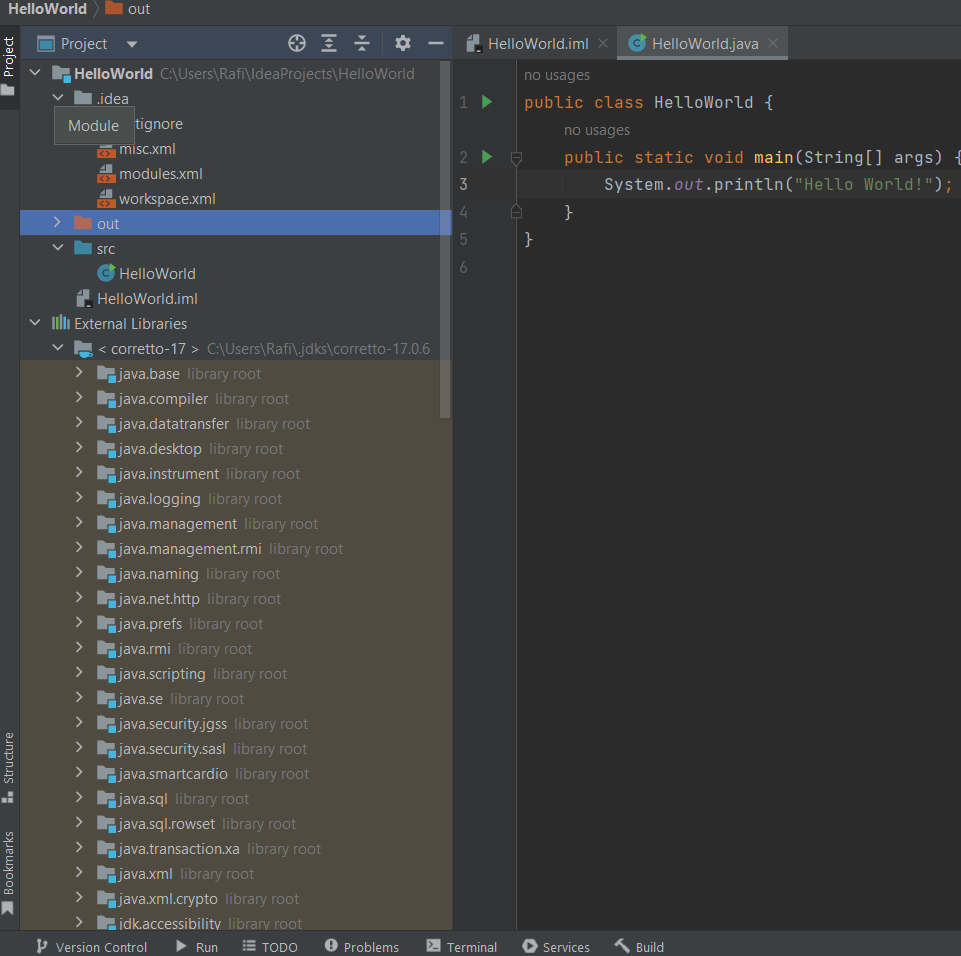 HelloWorld out
Project
HelloWorld.iml
HelloWorld.java
Project
HelloWorld C:\Users\Rafi\IdeaProjects\HelloWorld
.idea
Module
tignore
misc.xml
modules.xml
workspace.xml
out
src
HelloWorld
HelloWorld.iml
External Libraries
< corretto-17 > C:\Users\Rafi\.jdks\corretto-17.0.6
java.base library root
java.compiler library root
java.datatransfer library root
java.desktop library root
java.instrument library root
java.logging library root
java.management library root
java.management.rmi library root
java.naming library root
java.net.http library root
java.prefs library root
java.rmi library root
java.scripting library root
java.se library root
java.security.jgss library root
java.security.sasl library root
java.smartcardio library root
java.sql library root
java.sql.rowset library root
java.transaction.xa library root
java.xml library root
java.xml.crypto library root
jdk.accessibility library root
no usages
1 public class HelloWorld {
no usages
2 public static void main(String[] args) {
3 System.out.println("Hello World!");
4 }
5 }
6
Structure
Bookmarks
Version Control Run TODO Problems Terminal Services Build